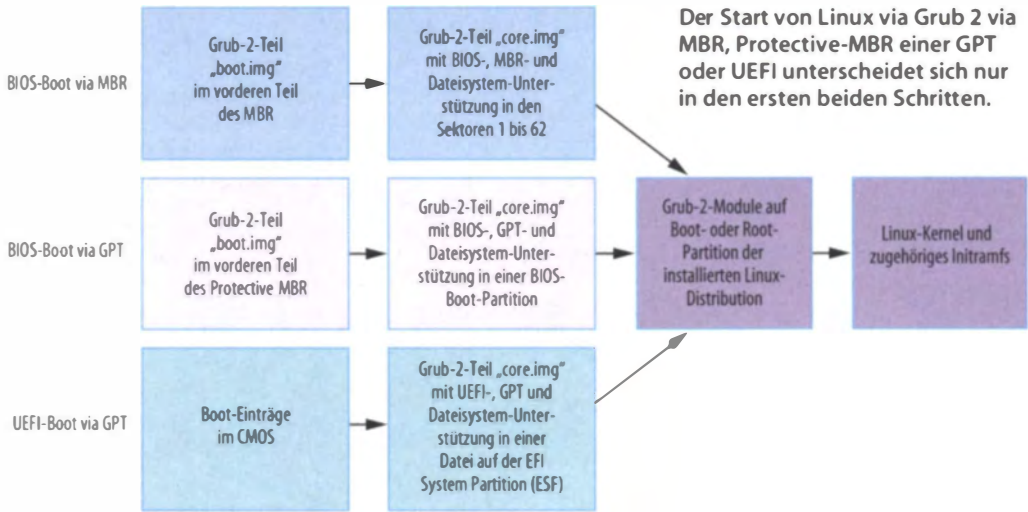 Der Start von Linux via Grub 2 via
MBR, Protective-MBR einer GPT
oder UEFI unterscheidet sich nur
in den ersten beiden Schritten.
BIOS-Boot via MBR
Grub-2-Teil
„boot.img"
im vorderen Teil
des MBR
Grub-2-Teil „core.img"
mit BIOS-, MBR- und
Dateisystem-Unter-
stützung in den
Sektoren 1 bis 62
BIOS-Boot via GPT
Grub-2-Teil
„boot.img"
im vorderen Teil
des Protective MBR
Grub-2-Teil „core.img"
mit BIOS-, GPT- und
Dateisystem-Unter-
stützung in einer BIOS-
Boot-Partition
Grub-2-Module auf
Boot- oder Root-
Partition der
installierten Linux-
Distribution
Linux-Kernel und
zugehöriges Initramfs
UEFI-Boot via GPT
Boot-Einträge
im CMOS
Grub-2-Teil „core.img"
mit UEFI-, GPT und
Dateisystem-Unter-
stützung in einer
Datei auf der EFI
System Partition (ESF)